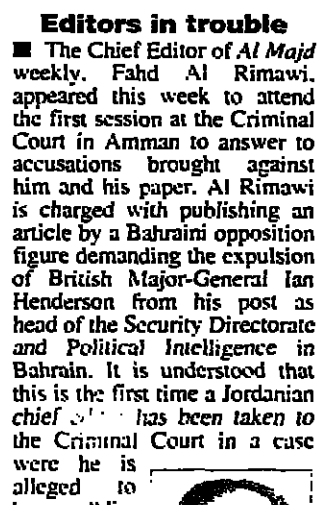 Editors in trouble
■ The Chief Editor of Al Majd
weekly, Fahd Al Rimawi,
appeared this week to attend
the first session at the Criminal
Court in Amman to answer to
accusations brought against
him and his paper. Al Rimawi
is charged with publishing an
article by a Bahraini opposition
figure demanding the expulsion
of British Major-General Ian
Henderson from his post as
head of the Security Directorate
and Political Intelligence in
Bahrain. It is understood that
this is the first time a Jordanian
chief has been taken to
the Criminal Court in a case
were he is
alleged to